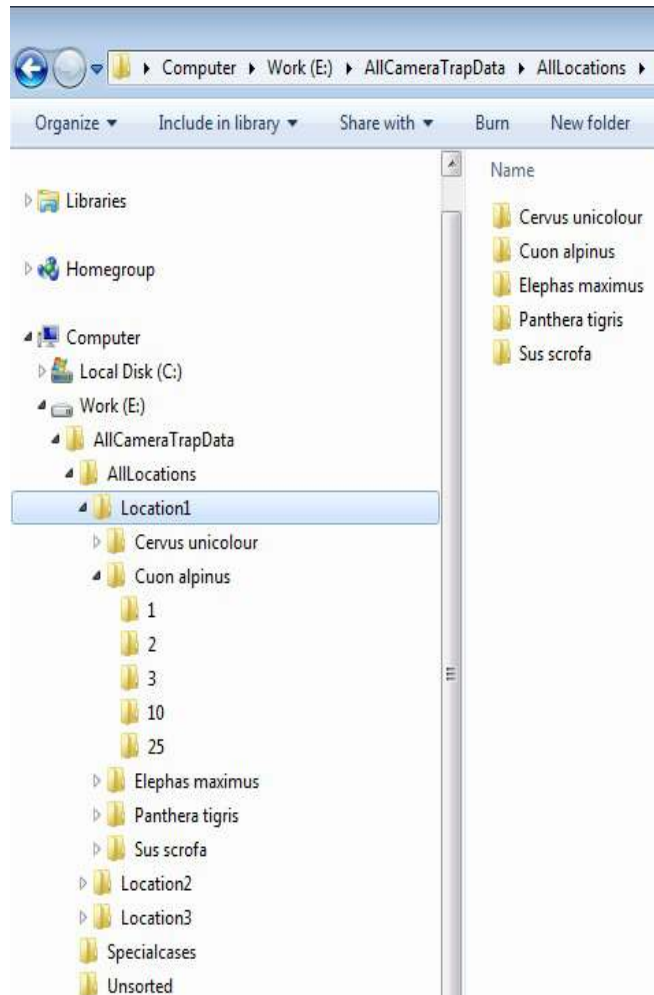 Computer Work (E:) AllCameraTrapData AllLocations
Organize Include in library Share with Burn New folder
Libraries
Homegroup
Computer
Local Disk (C:)
Work (E:)
AllCameraTrapData
AllLocations
Location1
Cervus unicolour
Cuon alpinus
1
2
3
10
25
Elephas maximus
Panthera tigris
Sus scrofa
Location2
Location3
Specialcases
Unsorted
Name
Cervus unicolour
Cuon alpinus
Elephas maximus
Panthera tigris
Sus scrofa